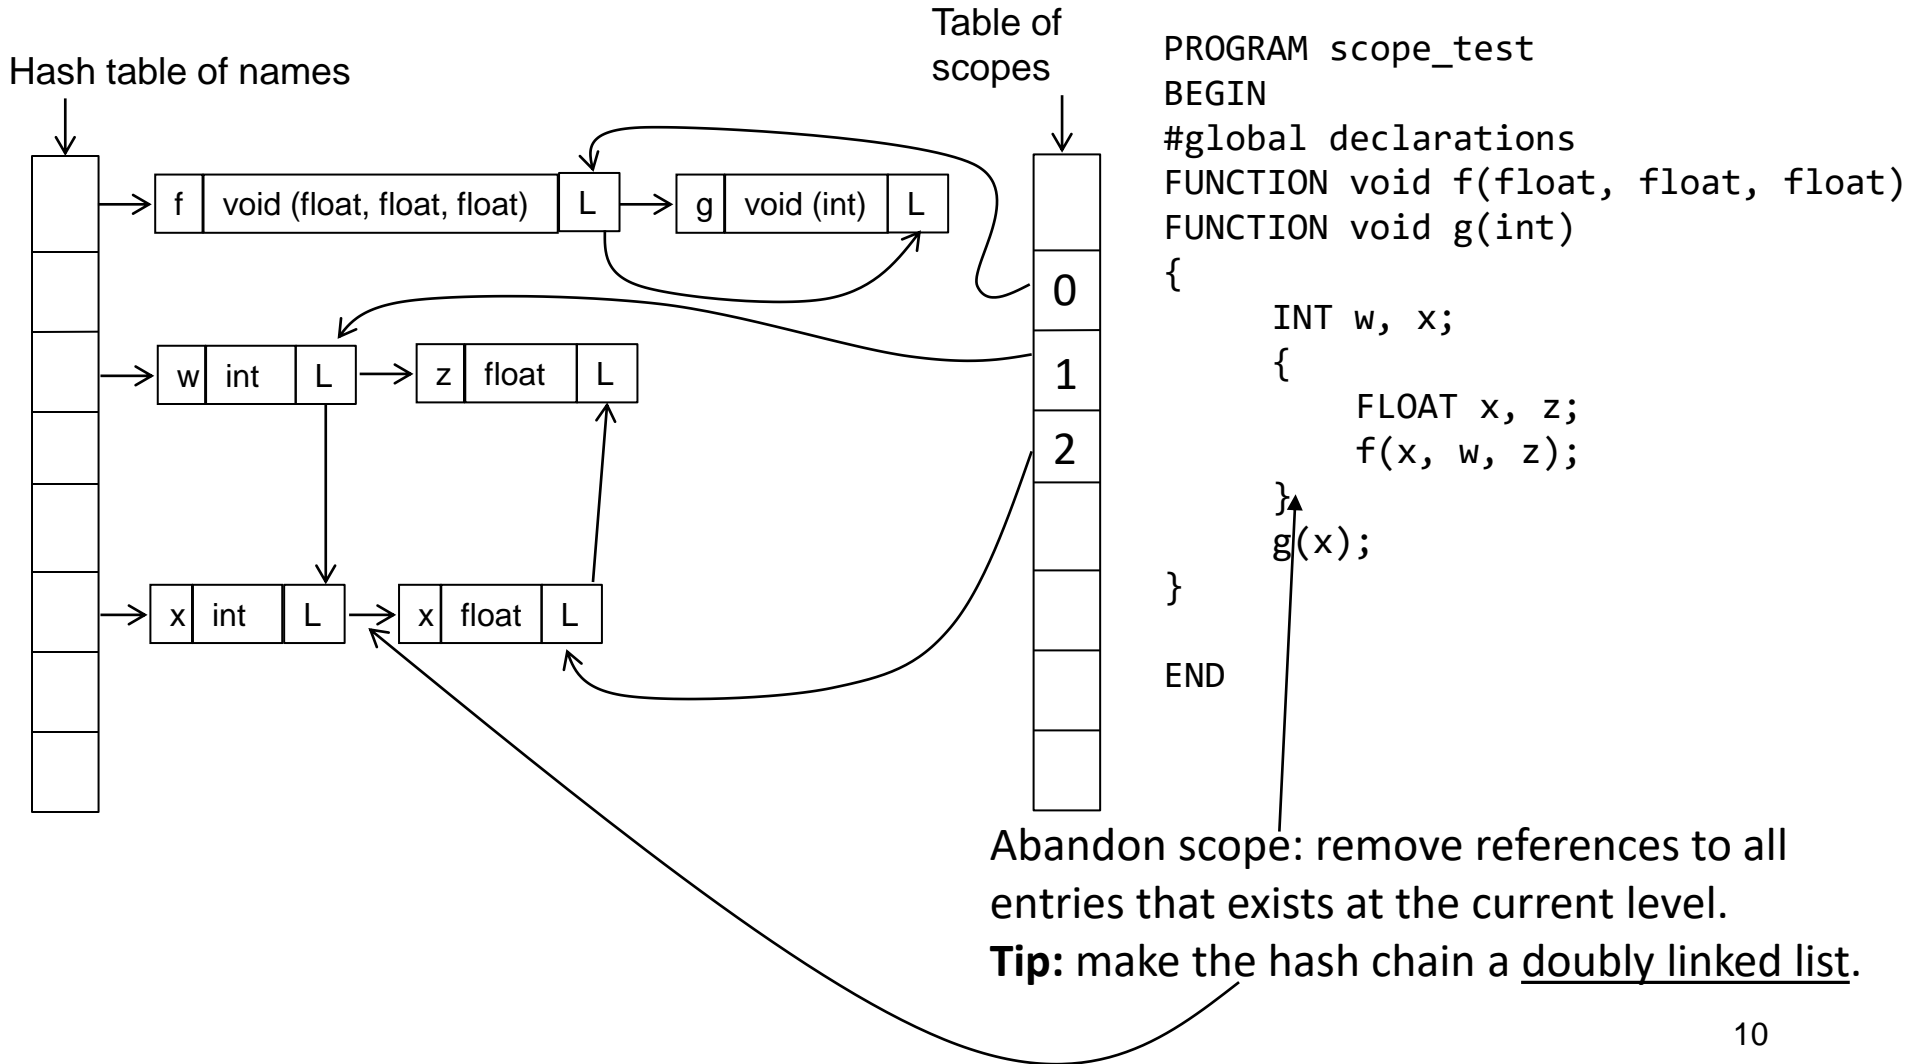 Hash table of names
f void (float, float, float) L g void (int) L
w int L z float L
x int L x float L
Table of
scopes
0
1
2
PROGRAM scope_test
BEGIN
#global declarations
FUNCTION void f(float, float, float)
FUNCTION void g(int)
{
INT w, x;
{
FLOAT x, z;
f(x, w, z);
}
g(x);
}
END
Abandon scope: remove references to all
entries that exists at the current level.
Tip: make the hash chain a doubly linked list.
10